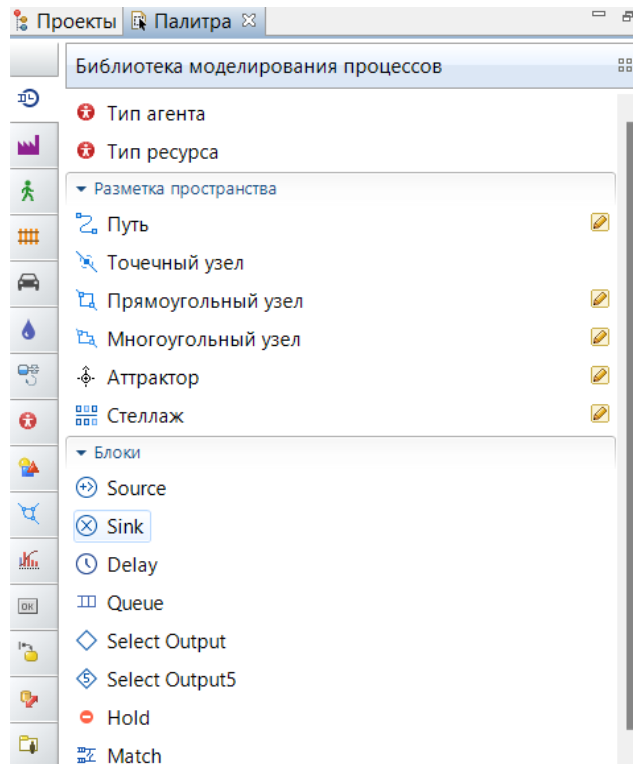 Проекты Палитра
Библиотека моделирования процессов
Тип агента
Тип ресурса
Разметка пространства
Путь
Точечный узел
Прямоугольный узел
Многоугольный узел
Аттрактор
Стеллаж
Блоки
Source
Sink
Delay
Queue
Select Output
Select Output5
Hold
Match
OK